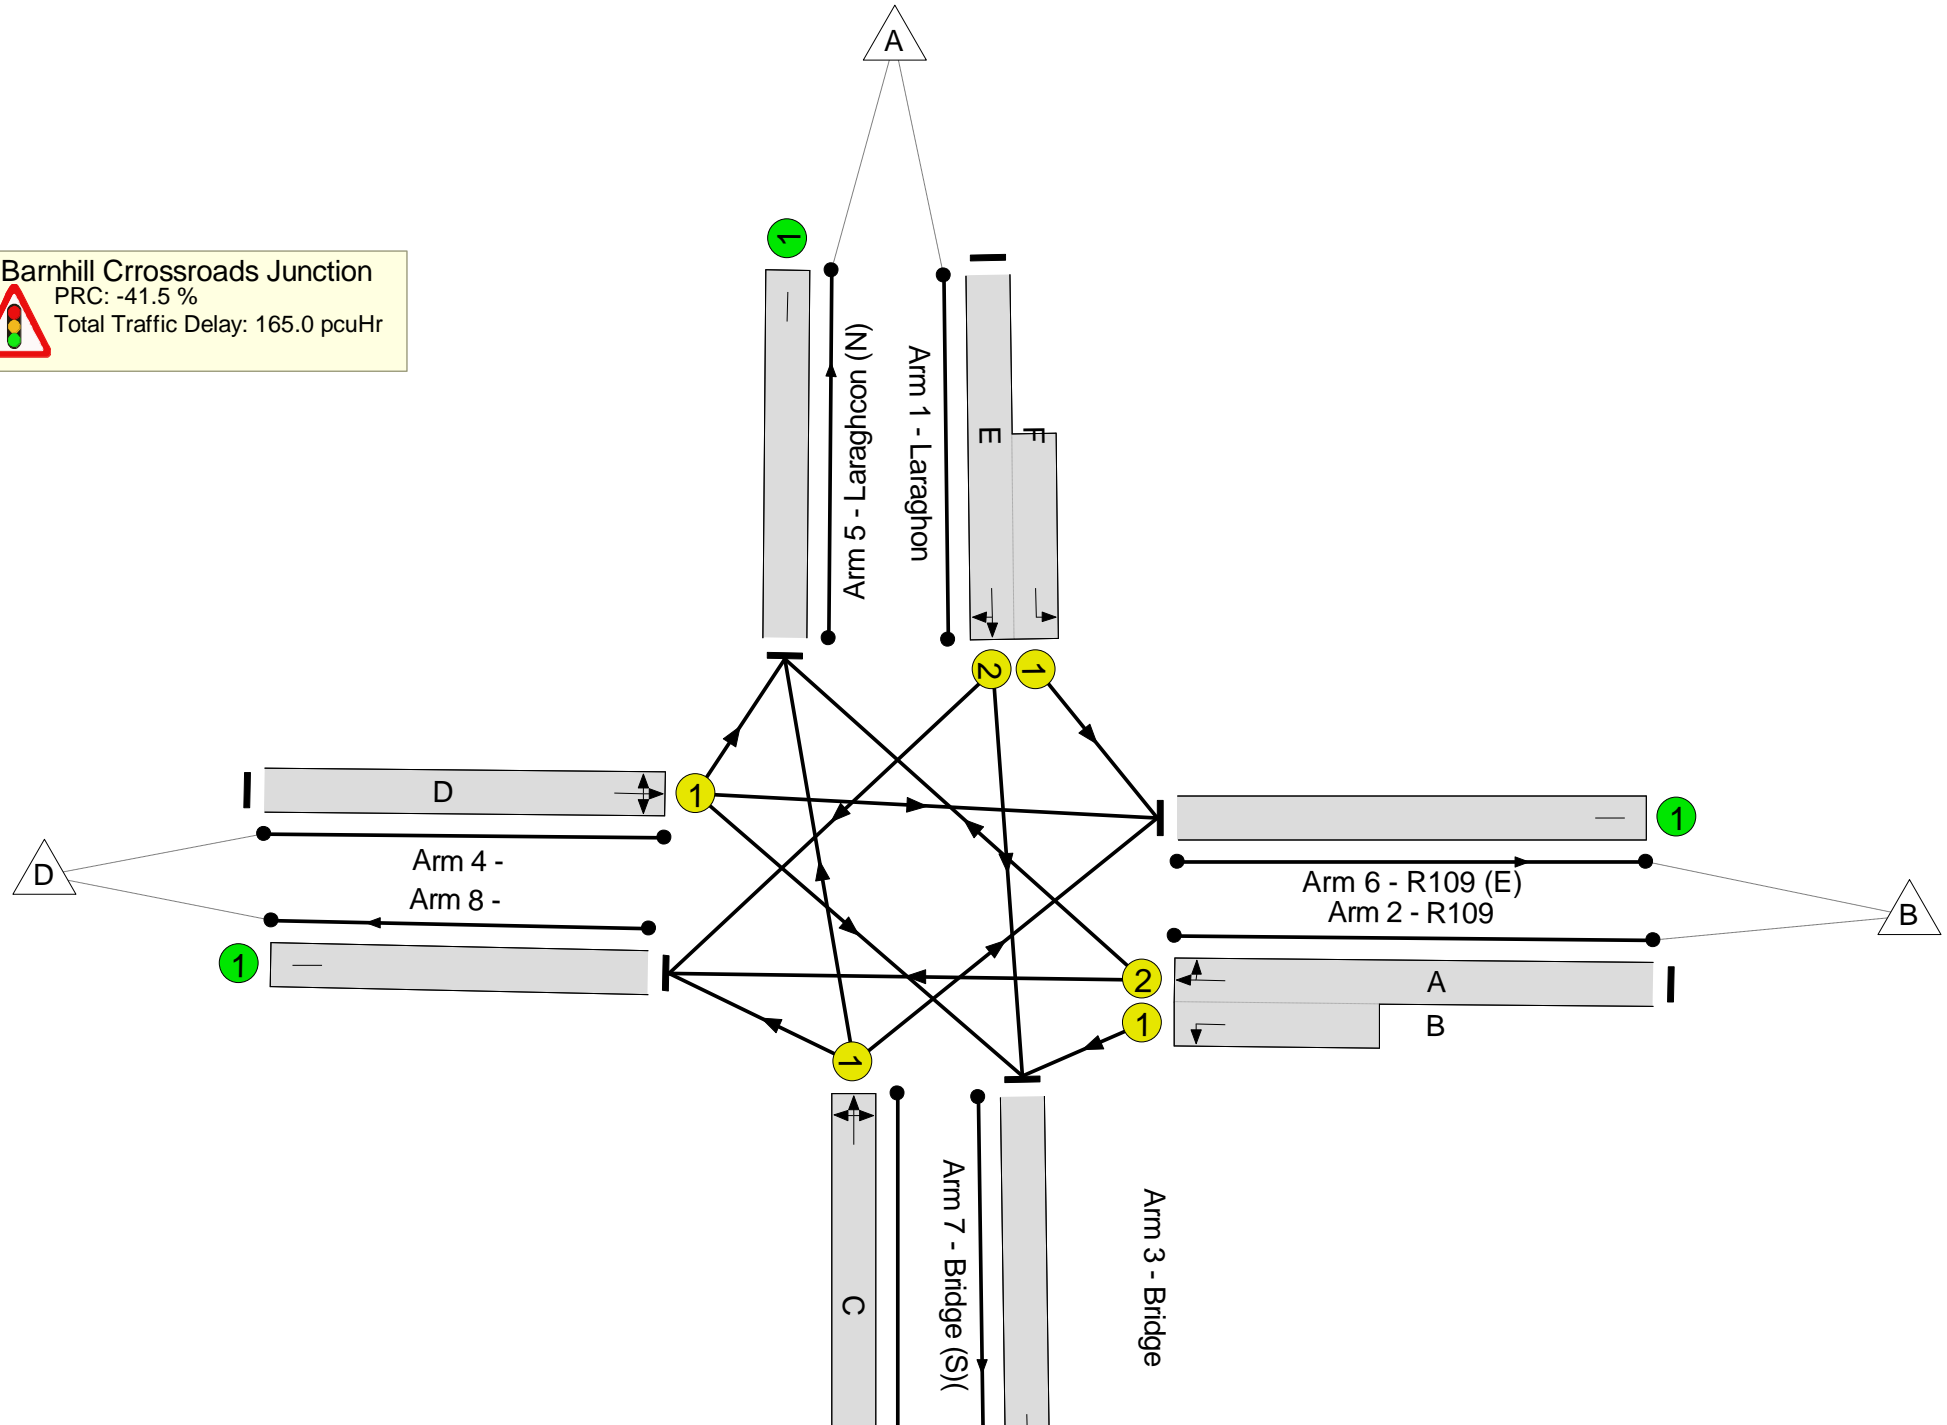 A
Barnhill Crrossroads Junction
PRC: -41.5 %
Total Traffic Delay: 165.0 pcuHr
1
Arm 5 - Laraghcon (N)
Arm 1 - Laraghon
E
F
2
1
D
1
1
D
Arm 4 -
Arm 8 -
Arm 6 - R109 (E)
Arm 2 - R109
B
1
2
A
1
B
1
C
Arm 7 - Bridge (S)(
Arm 3 - Bridge